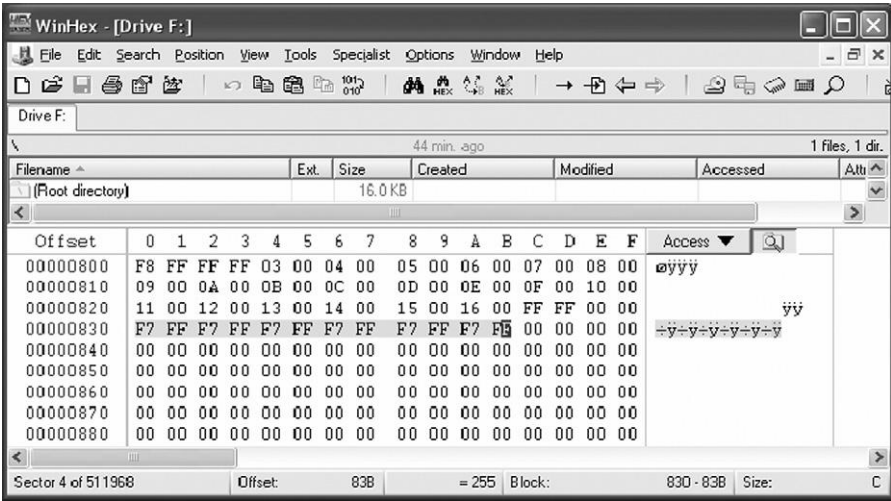 WinHex - [Drive F:]
File Edit Search Position View Tools Specialist Options Window Help
Drive F:
\ 44 min. ago 1 files, 1 dir.
Filename Ext. Size Created Modified Accessed Att
(Root directory) 16.0 KB
Offset 0 1 2 3 4 5 6 7 8 9 A B C D E F Access
00000800 F8 FF FF FF 03 00 04 00 05 00 06 00 07 00 08 00 øÿÿÿ
00000810 09 00 0A 00 0B 00 0C 00 0D 00 0E 00 0F 00 10 00
00000820 11 00 12 00 13 00 14 00 15 00 16 00 FF FF 00 00 ÿÿ
00000830 F7 FF F7 FF F7 FF F7 FF F7 FF F7 FF 00 00 00 00 ÷ÿ÷ÿ÷ÿ÷ÿ÷ÿ÷ÿ
00000840 00 00 00 00 00 00 00 00 00 00 00 00 00 00 00 00
00000850 00 00 00 00 00 00 00 00 00 00 00 00 00 00 00 00
00000860 00 00 00 00 00 00 00 00 00 00 00 00 00 00 00 00
00000870 00 00 00 00 00 00 00 00 00 00 00 00 00 00 00 00
00000880 00 00 00 00 00 00 00 00 00 00 00 00 00 00 00 00
Sector 4 of 511968 Offset: 83B = 255 Block: 830 - 83B Size: C